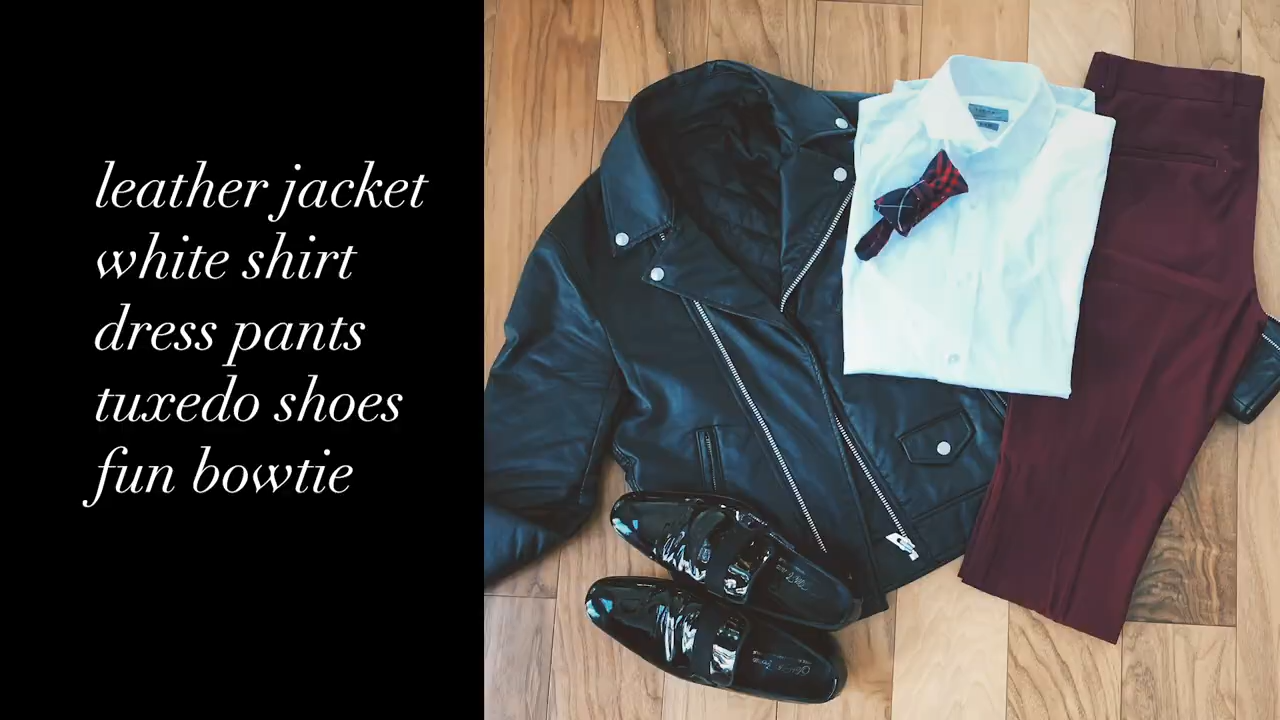 leather jacket
white shirt
dress pants
tuxedo shoes
fun bowtie